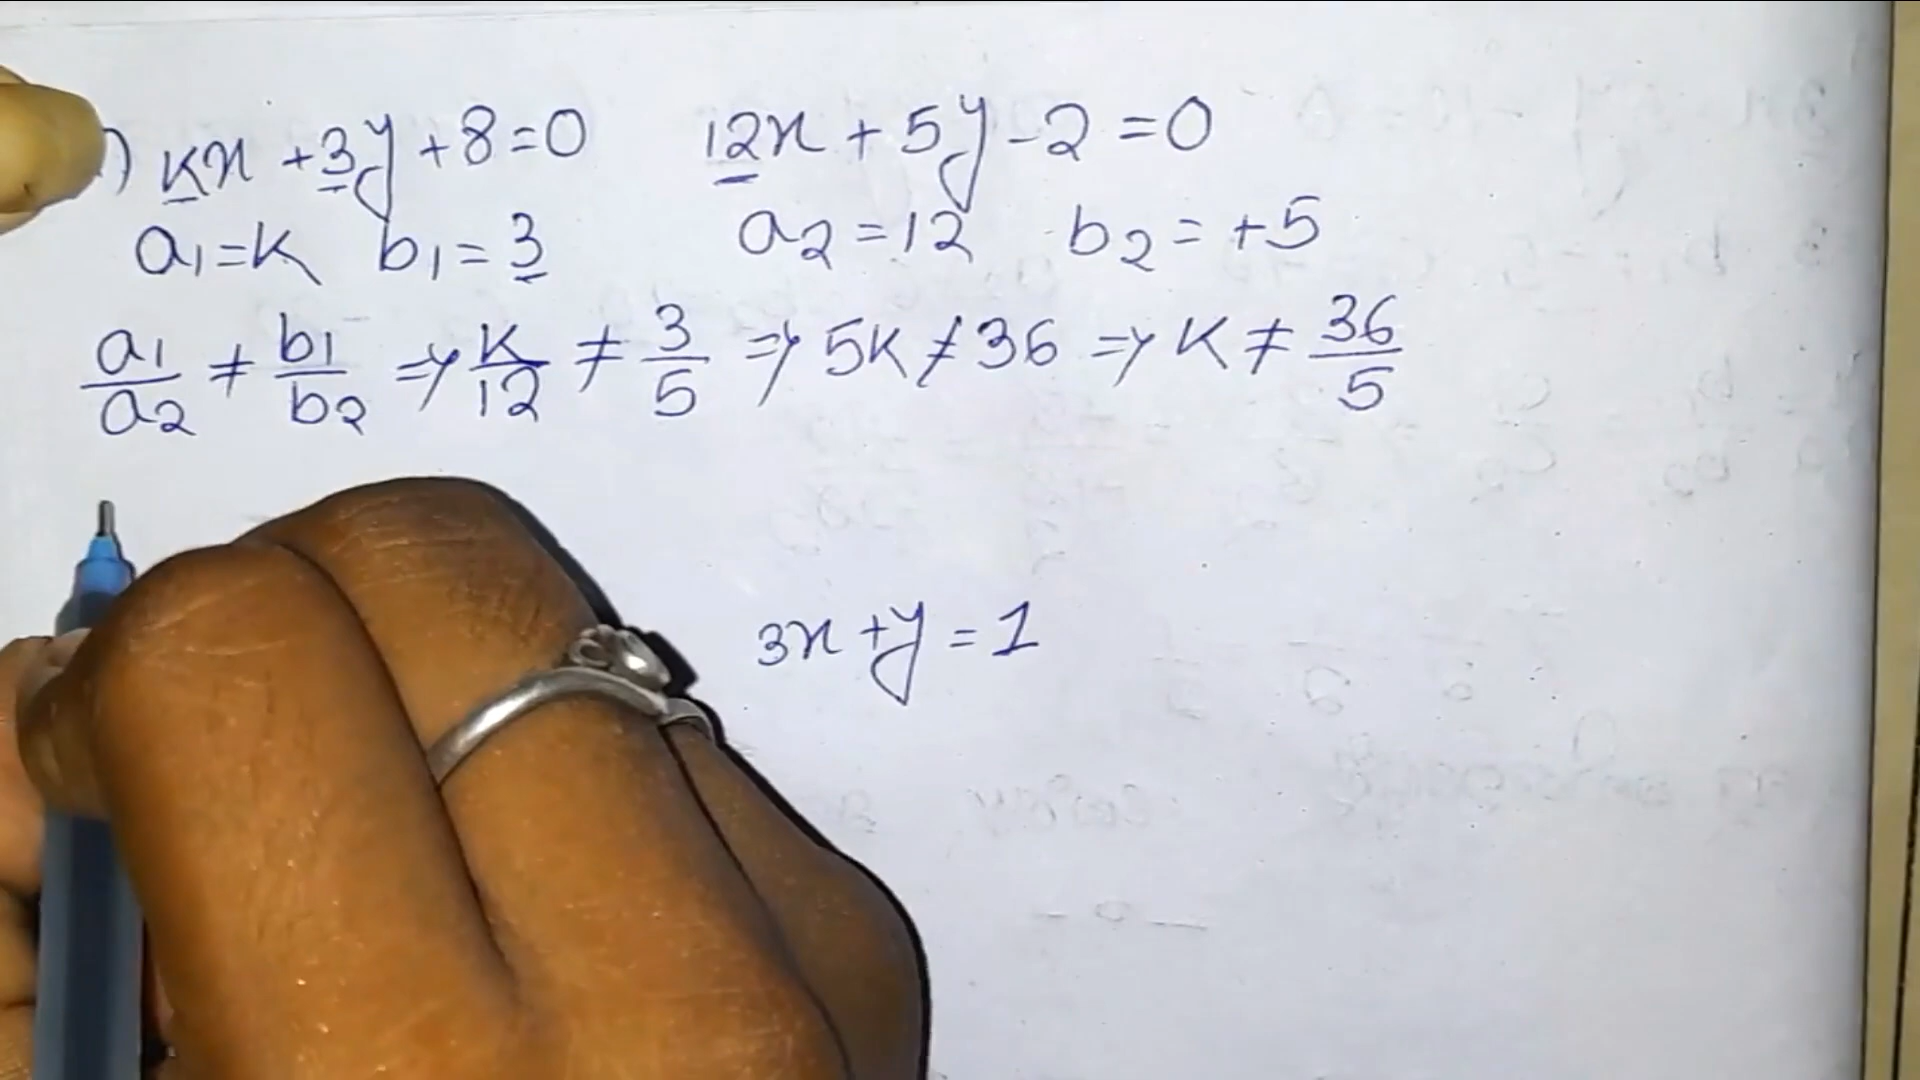 ) kx + 3y + 8 = 0 12x + 5y - 2 = 0
a1 = k b1 = 3 a2 = 12 b2 = +5
a1/a2 ≠ b1/b2 ⇒ k/12 ≠ 3/5 ⇒ 5k ≠ 36 ⇒ k ≠ 36/5
3x + y = 1